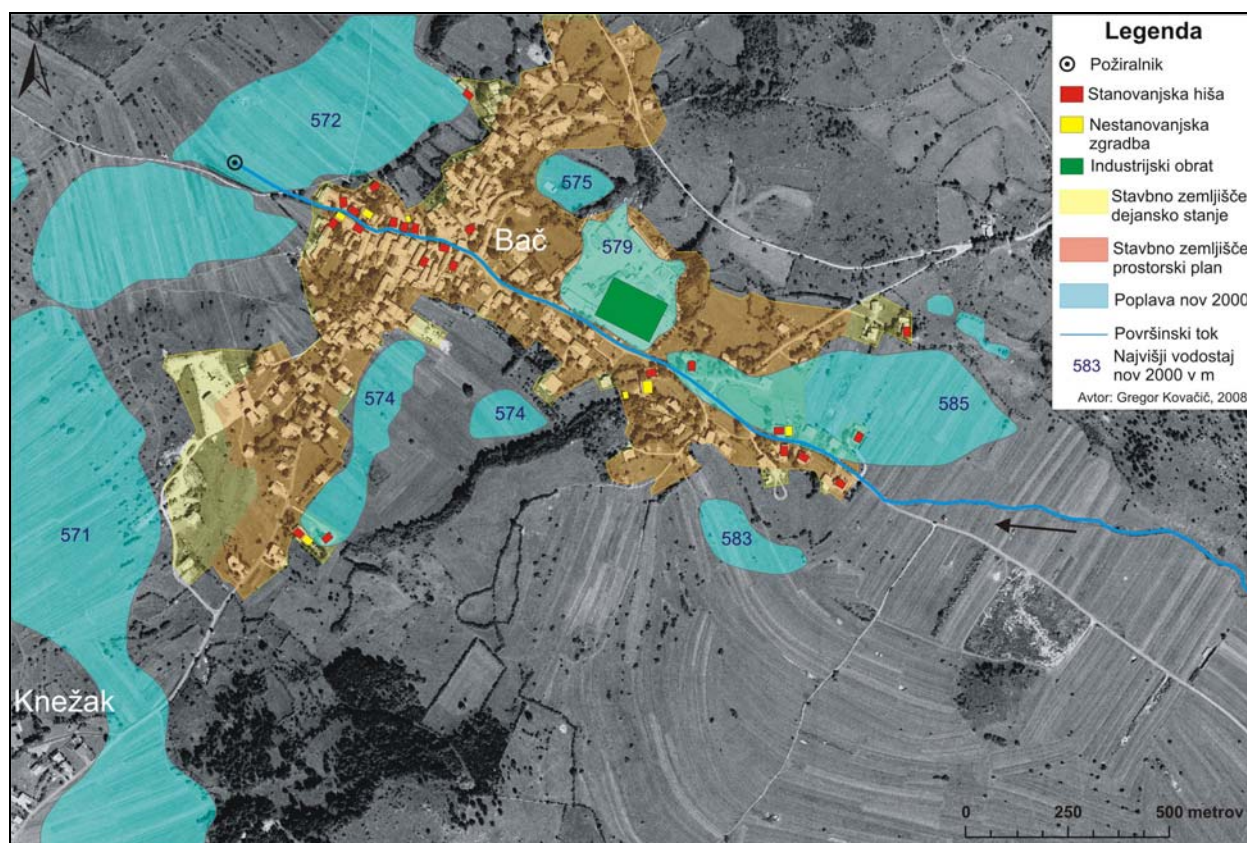 N
Legenda
Požiralnik
Stanovanjska hiša
Nestanovanjska
zgradba
Industrijski obrat
Stavbno zemljišče
dejansko stanje
Stavbno zemljišče
prostorski plan
Poplava nov 2000
Površinski tok
583
Najvišji vodostaj
nov 2000 v m
Avtor: Gregor Kovačič, 2008
572
575
Bač
579
574
574
585
571
583
Knežak
0
250
500 metrov